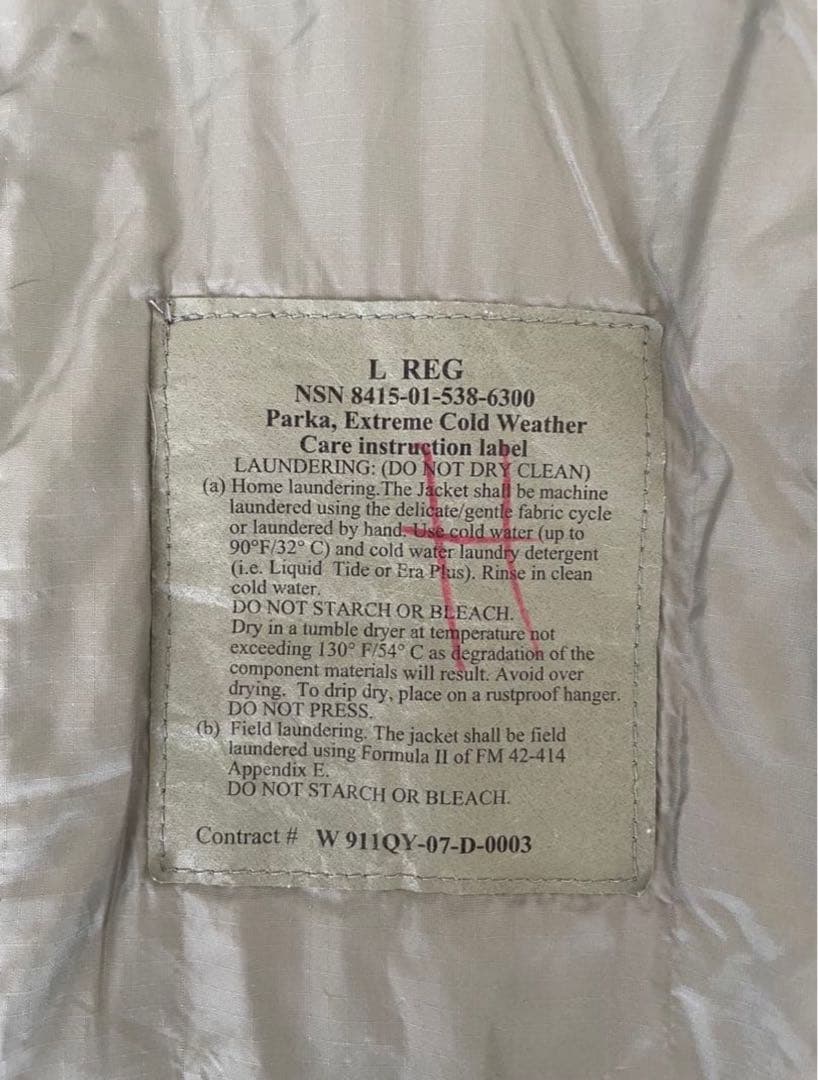 L REG
NSN 8415-01-538-6300
Parka, Extreme Cold Weather
Care instruction label
LAUNDERING: (DO NOT DRY CLEAN)
(a) Home laundering.The Jacket shall be machine
laundered using the delicate/gentle fabric cycle
or laundered by hand. Use cold water (up to
90°F/32° C) and cold water laundry detergent
(i.e. Liquid Tide or Era Plus). Rinse in clean
cold water.
DO NOT STARCH OR BLEACH.
Dry in a tumble dryer at temperature not
exceeding 130° F/54° C as degradation of the
component materials will result. Avoid over
drying. To drip dry, place on a rustproof hanger.
DO NOT PRESS.
(b) Field laundering. The jacket shall be field
laundered using Formula II of FM 42-414
Appendix E.
DO NOT STARCH OR BLEACH.
Contract # W 911QY-07-D-0003